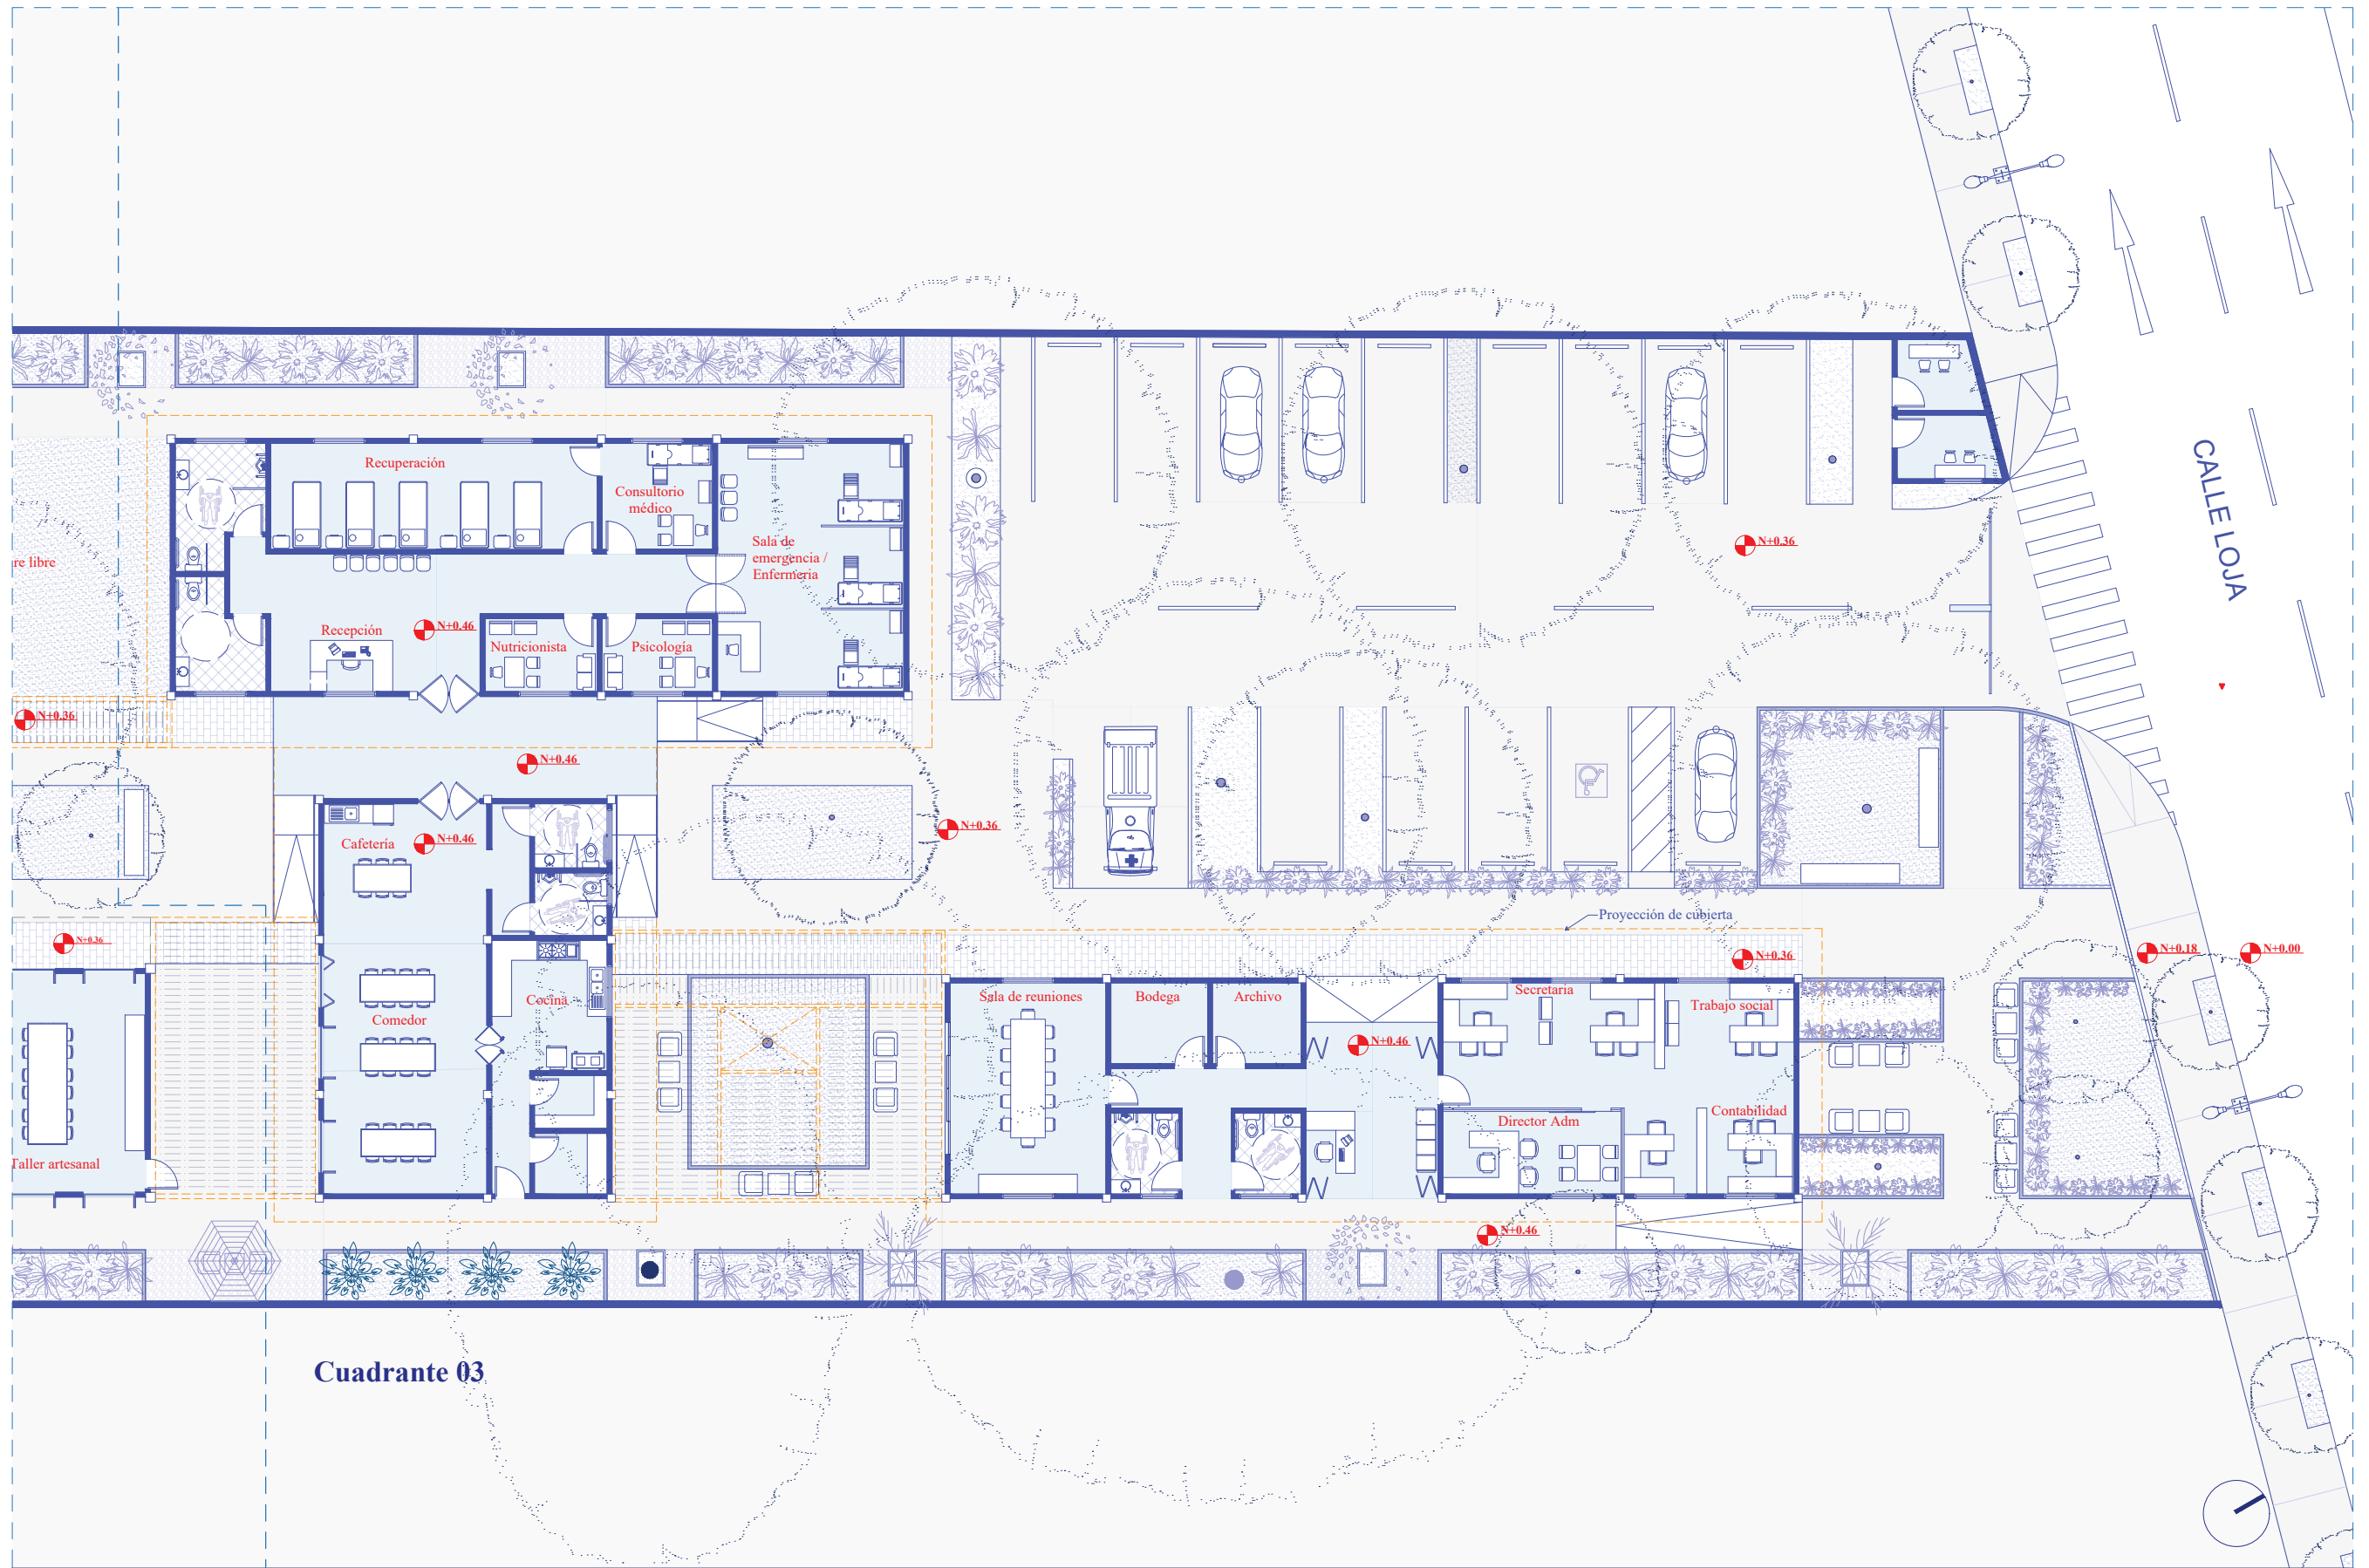 Recuperación
Consultorio
médico
CALLE LOJA
Sala de
emergencia /
Enfermeria
N+0.36
re libre
Recepción
N+0.46
Nutricionista
Psicología
N+0.36
N+0.46
Cafetería
N+0.46
N+0.36
Proyección de cubierta
N+0.36
N+0.36
N+0.18
N+0.00
Cocina
Comedor
Sala de reuniones
Bodega
Archivo
Secretaria
Trabajo social
N+0.46
Contabilidad
Director Adm
Taller artesanal
N+0.46
Cuadrante 03